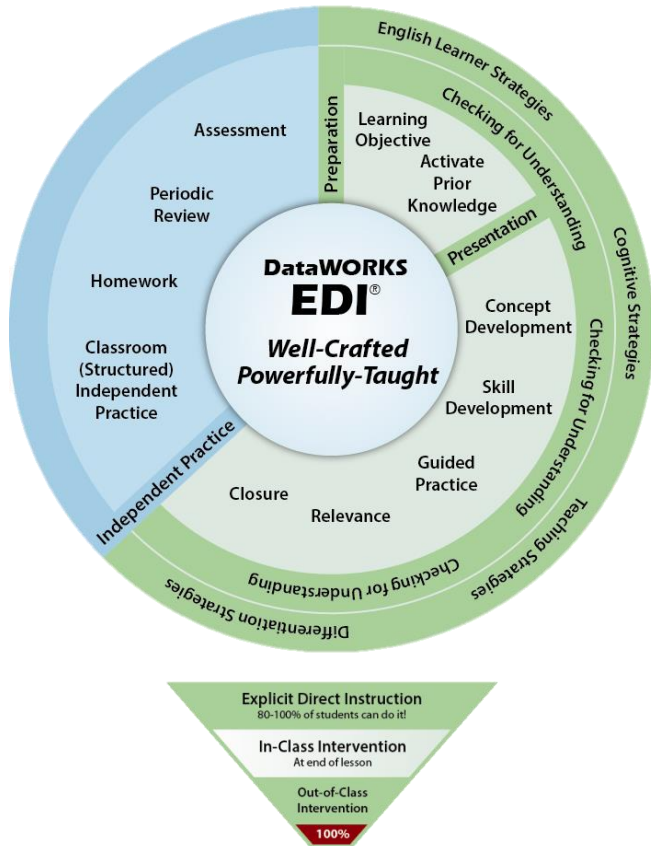 English Learner Strategies
Checking for Understanding
Preparation
Learning
Objective
Activate
Prior
Knowledge
Presentation
Cognitive Strategies
Checking for Understanding
Concept
Development
Skill
Development
Guided
Practice
Relevance
Closure
Teaching Strategies
Checking for Understanding
Differentiation Strategies
Independent Practice
Classroom
(Structured)
Independent
Practice
Homework
Periodic
Review
Assessment
DataWORKS
EDI®
Well-Crafted
Powerfully-Taught
Explicit Direct Instruction
80-100% of students can do it!
In-Class Intervention
At end of lesson
Out-of-Class
Intervention
100%